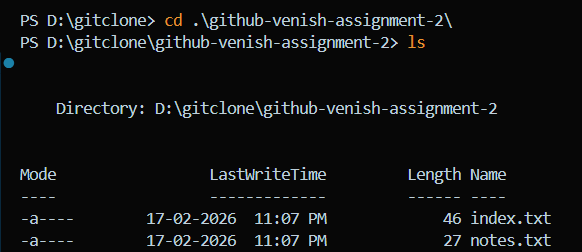 PS D:\gitclone> cd .\github-venish-assignment-2\
PS D:\gitclone\github-venish-assignment-2> ls
Directory: D:\gitclone\github-venish-assignment-2
Mode LastWriteTime Length Name
---- ------------- ------ ----
-a---- 17-02-2026 11:07 PM 46 index.txt
-a---- 17-02-2026 11:07 PM 27 notes.txt